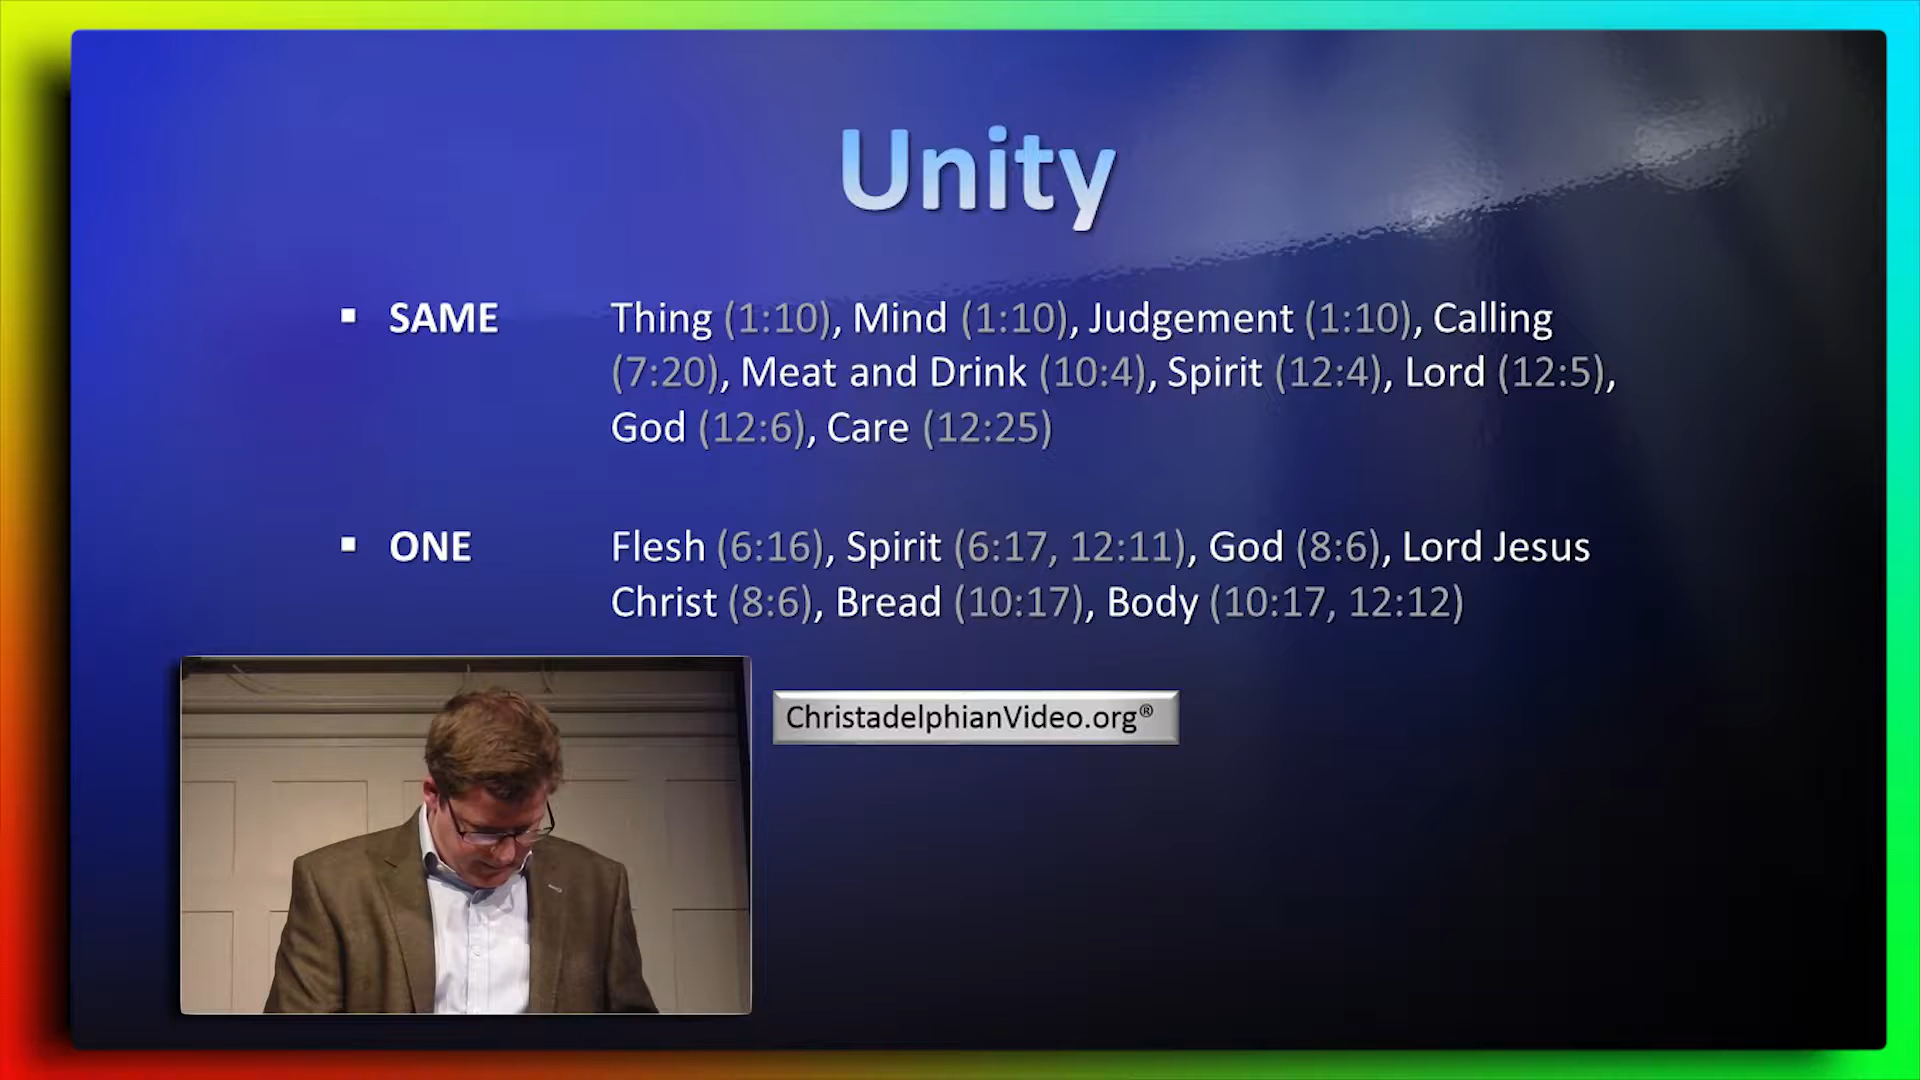 Unity
▪ SAME Thing (1:10), Mind (1:10), Judgement (1:10), Calling
(7:20), Meat and Drink (10:4), Spirit (12:4), Lord (12:5),
God (12:6), Care (12:25)
▪ ONE Flesh (6:16), Spirit (6:17, 12:11), God (8:6), Lord Jesus
Christ (8:6), Bread (10:17), Body (10:17, 12:12)
ChristadelphianVideo.org®